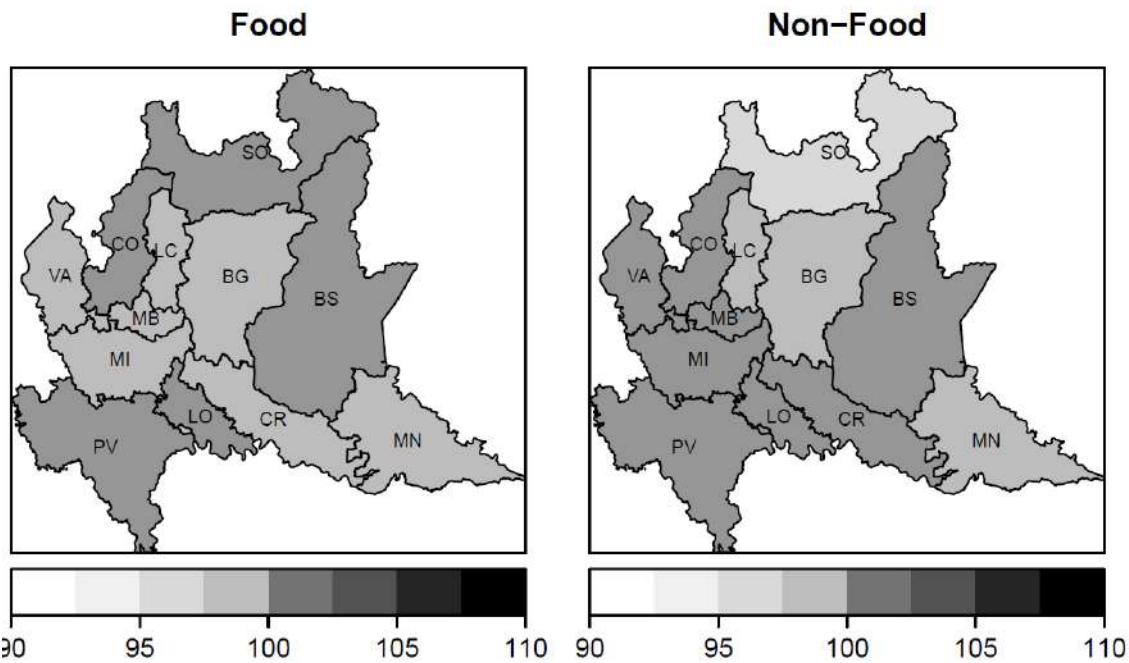 Food
Non−Food
SO
CO
LC
VA
BG
BS
MB
MI
LO
CR
PV
MN
90 95 100 105 110
SO
CO
LC
VA
BG
BS
MB
MI
LO
CR
PV
MN
90 95 100 105 110